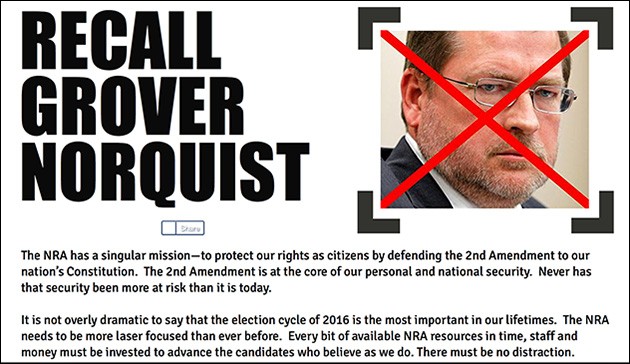 RECALL
GROVER
NORQUIST
Share
The NRA has a singular mission—to protect our rights as citizens by defending the 2nd Amendment to our
nation's Constitution.  The 2nd Amendment is at the core of our personal and national security.  Never has
that security been more at risk than it is today.
It is not overly dramatic to say that the election cycle of 2016 is the most important in our lifetimes.  The NRA
needs to be more laser focused than ever before.  Every bit of available NRA resources in time, staff and
money must be invested to advance the candidates who believe as we do. There must be no distraction.